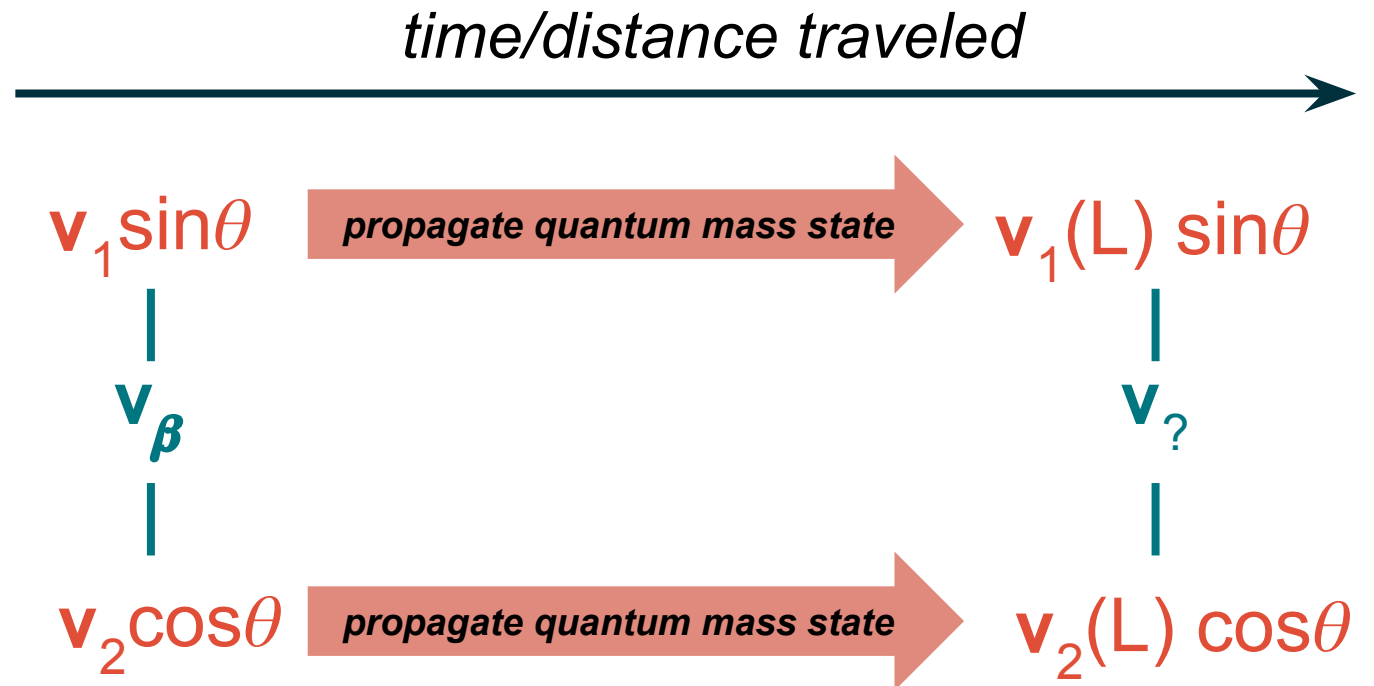 time/distance traveled
v₁sinθ propagate quantum mass state v₁(L) sinθ
vᵦ v?
v₂cosθ propagate quantum mass state v₂(L) cosθ